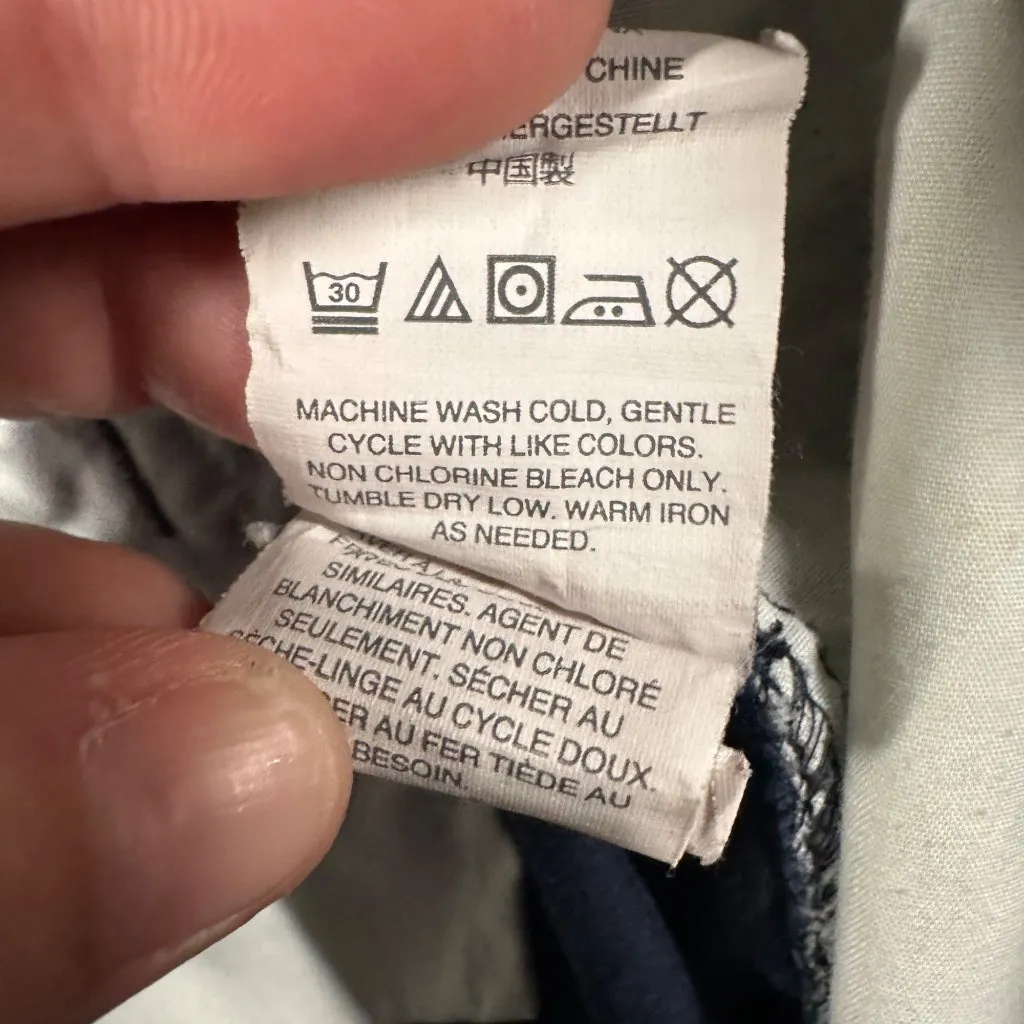 CHINE
ERGESTELLT
中国製
30
MACHINE WASH COLD, GENTLE
CYCLE WITH LIKE COLORS.
NON CHLORINE BLEACH ONLY.
TUMBLE DRY LOW. WARM IRON
AS NEEDED.
SIMILAIRES. AGENT DE
BLANCHIMENT NON CHLORÉ
SEULEMENT. SÉCHER AU
SÈCHE-LINGE AU CYCLE DOUX.
ER AU FER TIÈDE AU
BESOIN.